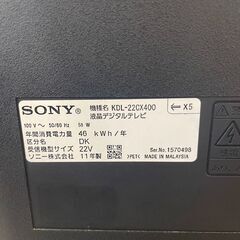 SONY 機種名 KDL-22CX400
液晶デジタルテレビ
X5
100 V～ 50/60 Hz 58 W
年間消費電力量 46 kWh/年
区分名 DK
受信機型サイズ 22V
Ser.No. 1570498
ソニー株式会社 11年製 >PET< MADE IN MALAYSIA